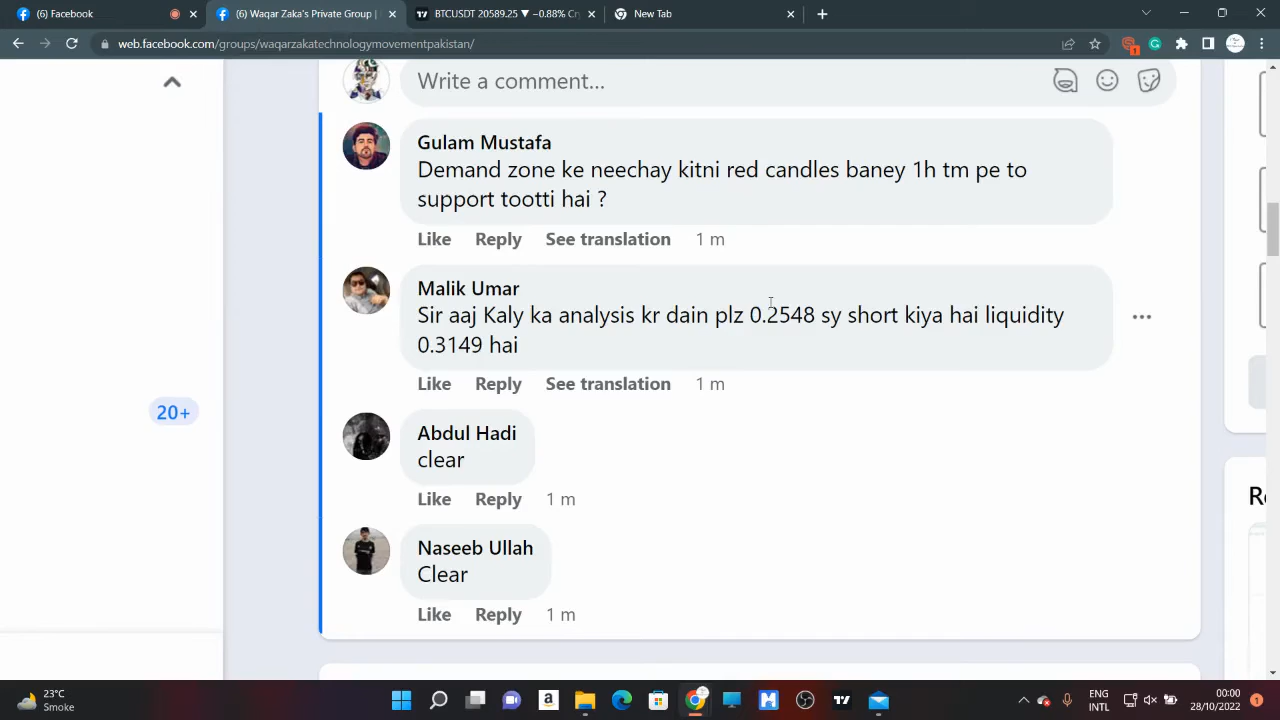 (6) Facebook
(6) Waqar Zaka's Private Group |
BTCUSDT 20589.25 ▼ −0.88% Cr
New Tab
web.facebook.com/groups/waqarzakatechnologymovementpakistan/
1
Write a comment...
Gulam Mustafa
Demand zone ke neechay kitni red candles baney 1h tm pe to
support tootti hai ?
Like Reply See translation 1 m
Malik Umar
Sir aaj Kaly ka analysis kr dain plz 0.2548 sy short kiya hai liquidity
0.3149 hai
Like Reply See translation 1 m
20+
Abdul Hadi
clear
Like Reply 1 m
Naseeb Ullah
Clear
Like Reply 1 m
23°C
Smoke
ENG
INTL
00:00
28/10/2022
1